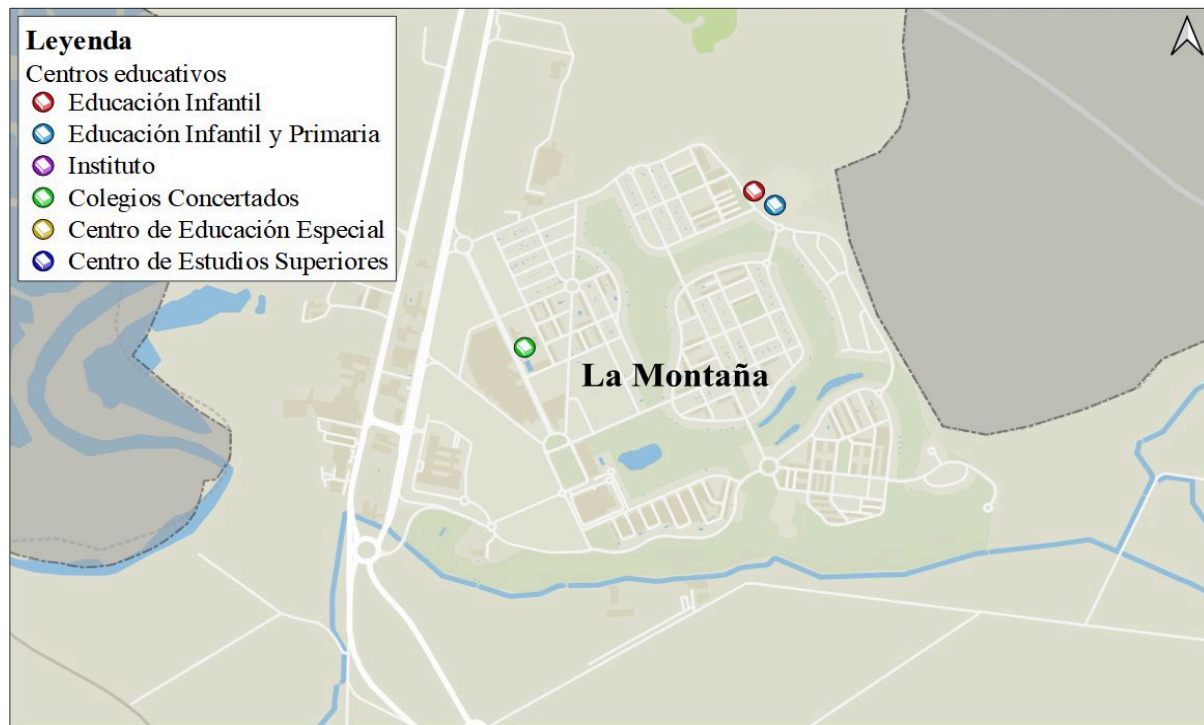 Leyenda
Centros educativos
Educación Infantil
Educación Infantil y Primaria
Instituto
Colegios Concertados
Centro de Educación Especial
Centro de Estudios Superiores
La Montaña